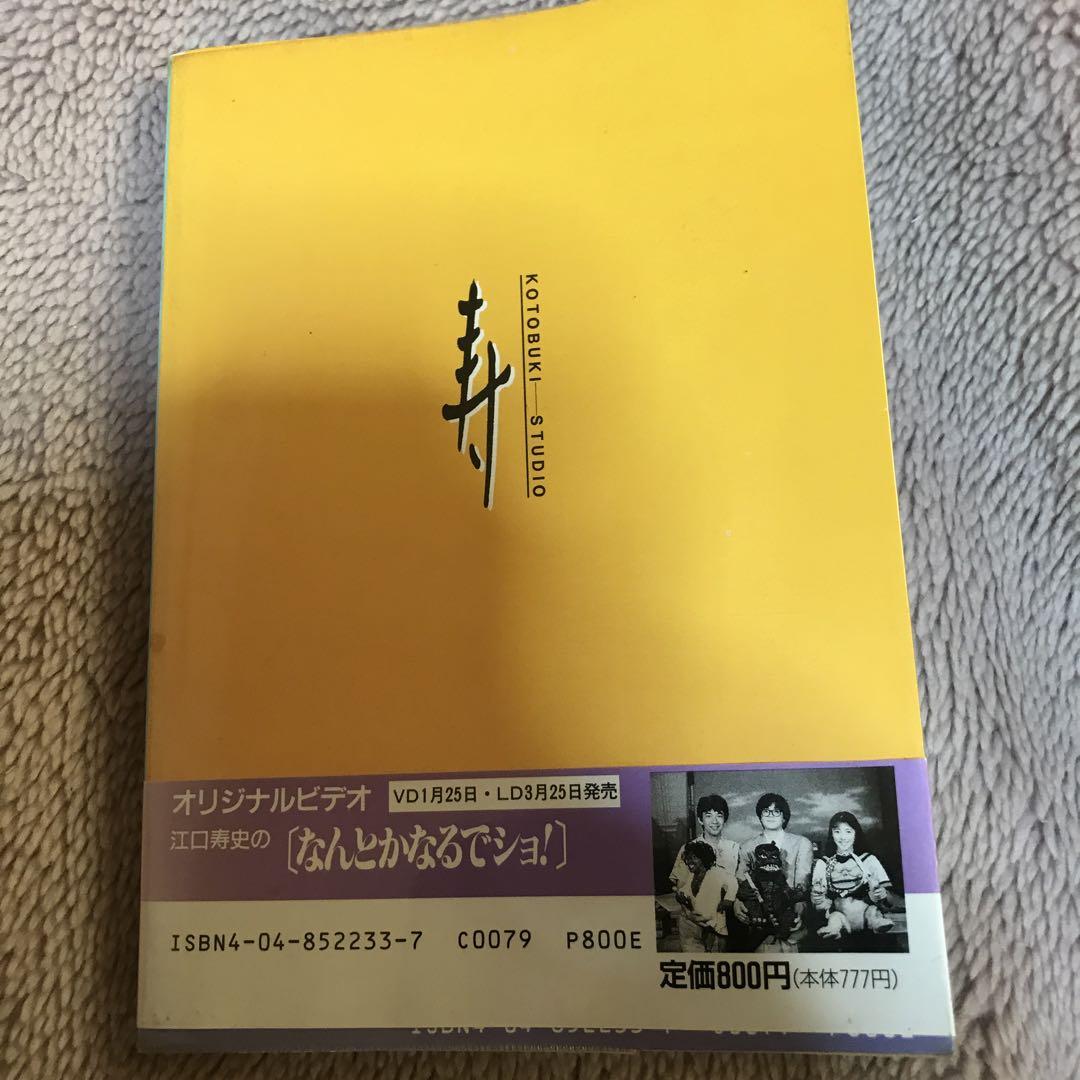 寿
KOTOBUKI—STUDIO
オリジナルビデオ
VD1月25日・LD3月25日発売
江口寿史の
〔なんとかなるでショ!〕
ISBN4-04-852233-7 C0079 P800E
定価800円(本体777円)